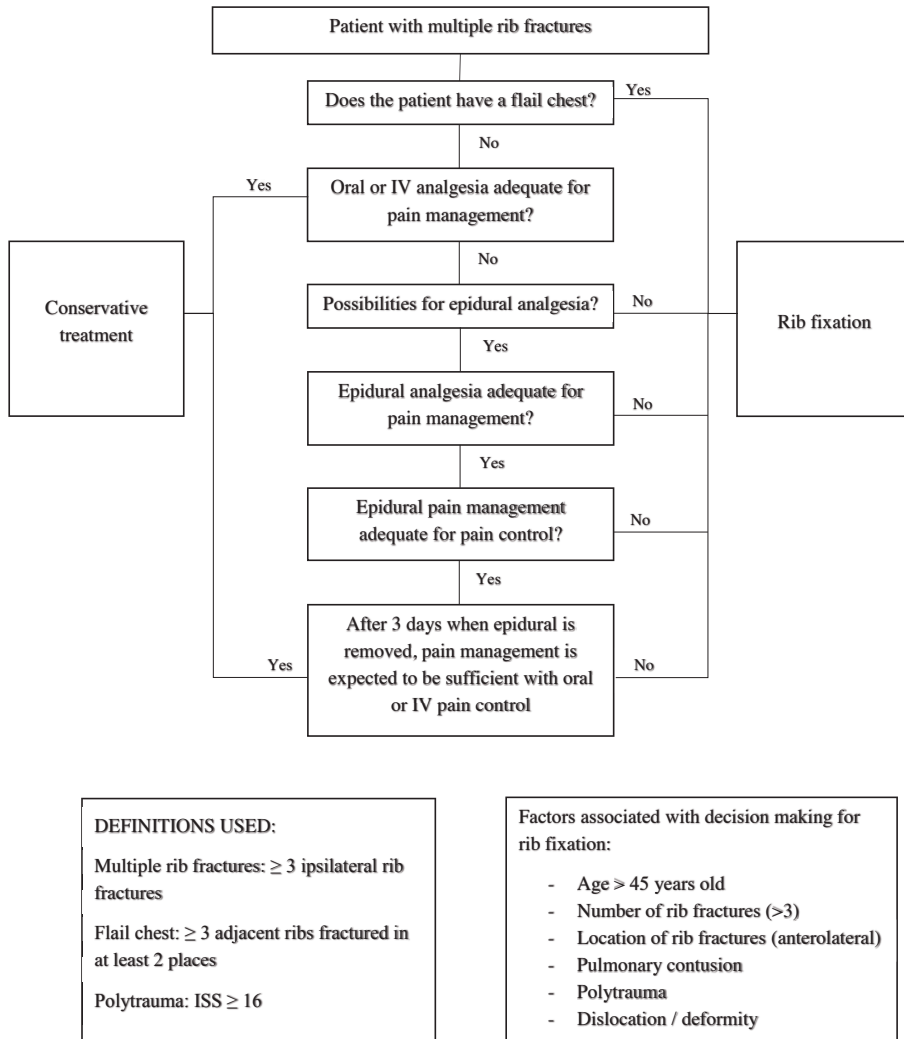 Patient with multiple rib fractures
Does the patient have a flail chest?
Yes
No
Yes
Oral or IV analgesia adequate for
pain management?
No
Conservative
treatment
Possibilities for epidural analgesia?
No
Rib fixation
Yes
Epidural analgesia adequate for
pain management?
No
Yes
Epidural pain management
adequate for pain control?
No
Yes
After 3 days when epidural is
removed, pain management is
expected to be sufficient with oral
or IV pain control
Yes
No
DEFINITIONS USED:
Multiple rib fractures: ≥ 3 ipsilateral rib
fractures
Flail chest: ≥ 3 adjacent ribs fractured in
at least 2 places
Polytrauma: ISS ≥ 16
Factors associated with decision making for
rib fixation:
- Age > 45 years old
- Number of rib fractures (>3)
- Location of rib fractures (anterolateral)
- Pulmonary contusion
- Polytrauma
- Dislocation / deformity